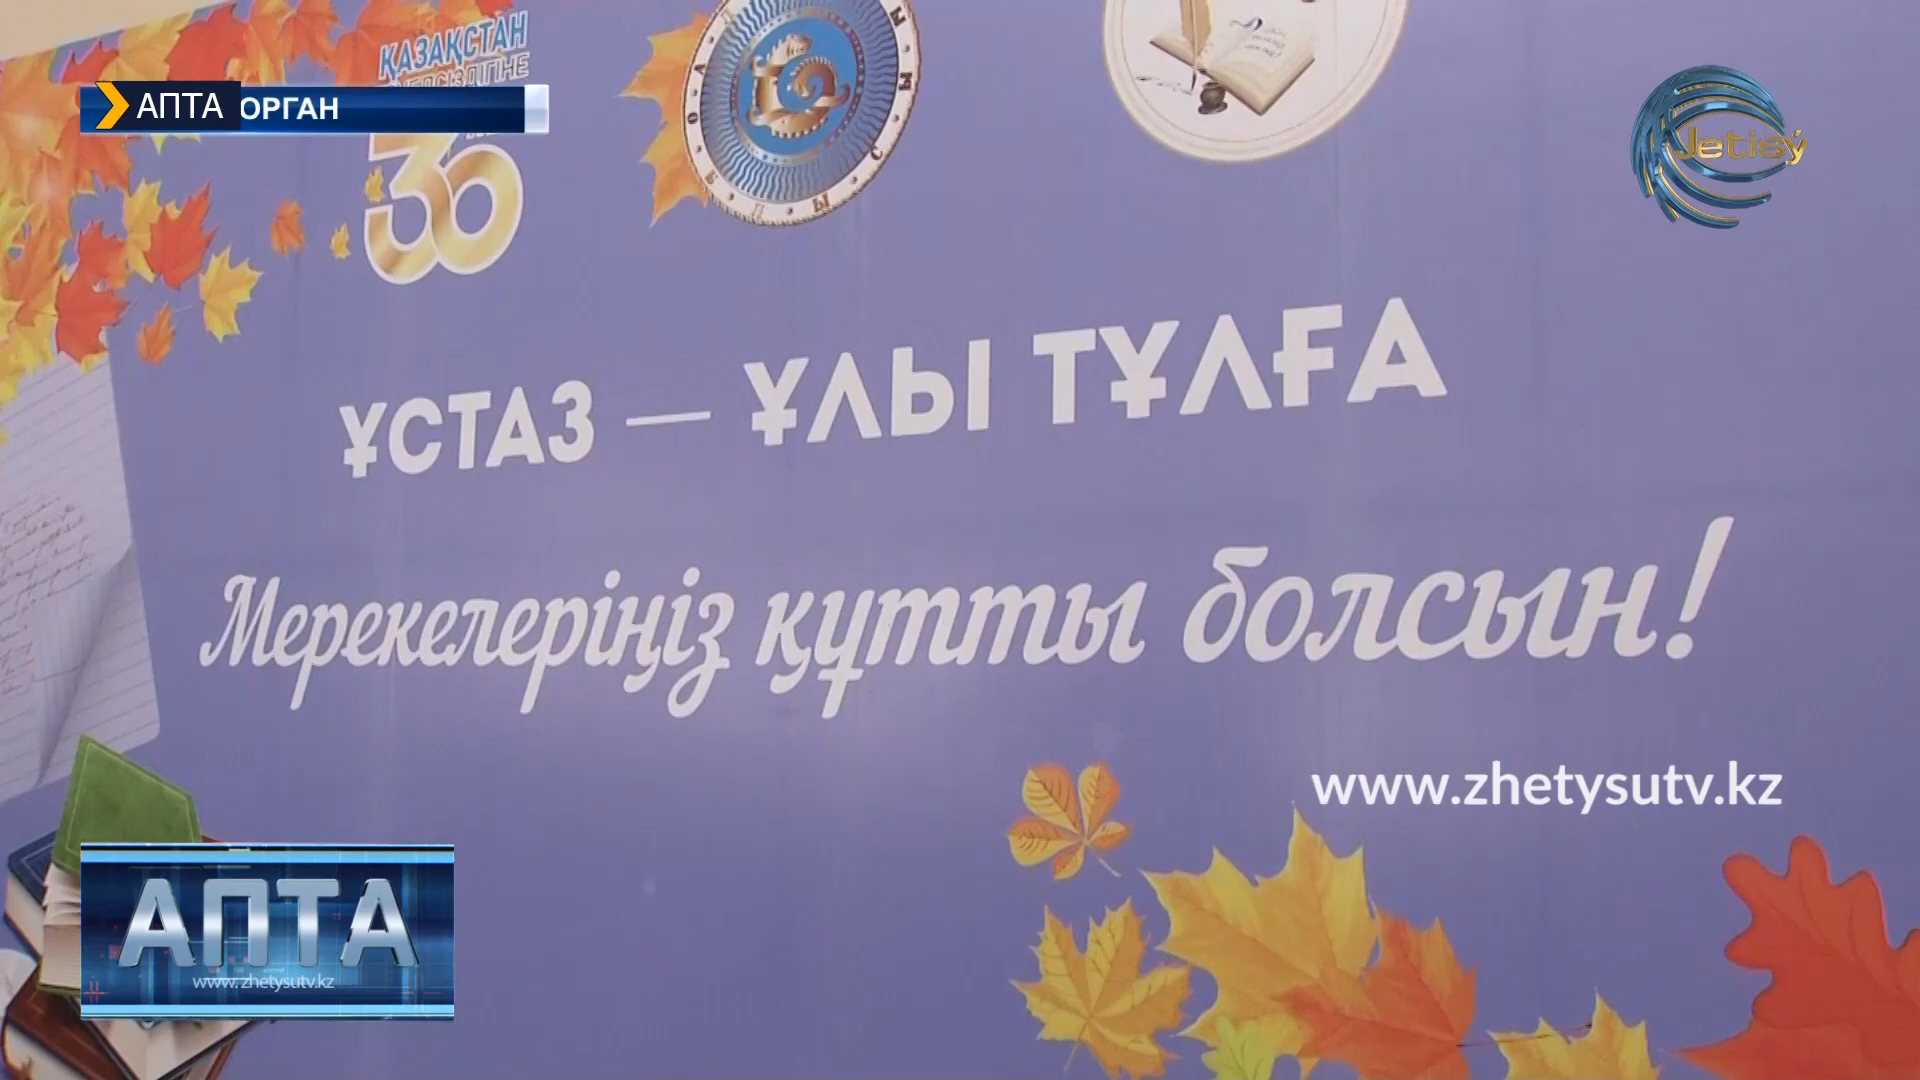 ҚАЗАҚСТАН
АПТА ОРГАН
30
Jetisý
ҰСТАЗ — ҰЛЫ ТҰЛҒА
Мерекелеріңіз құтты болсын!
www.zhetysutv.kz
АПТА
www.zhetysutv.kz